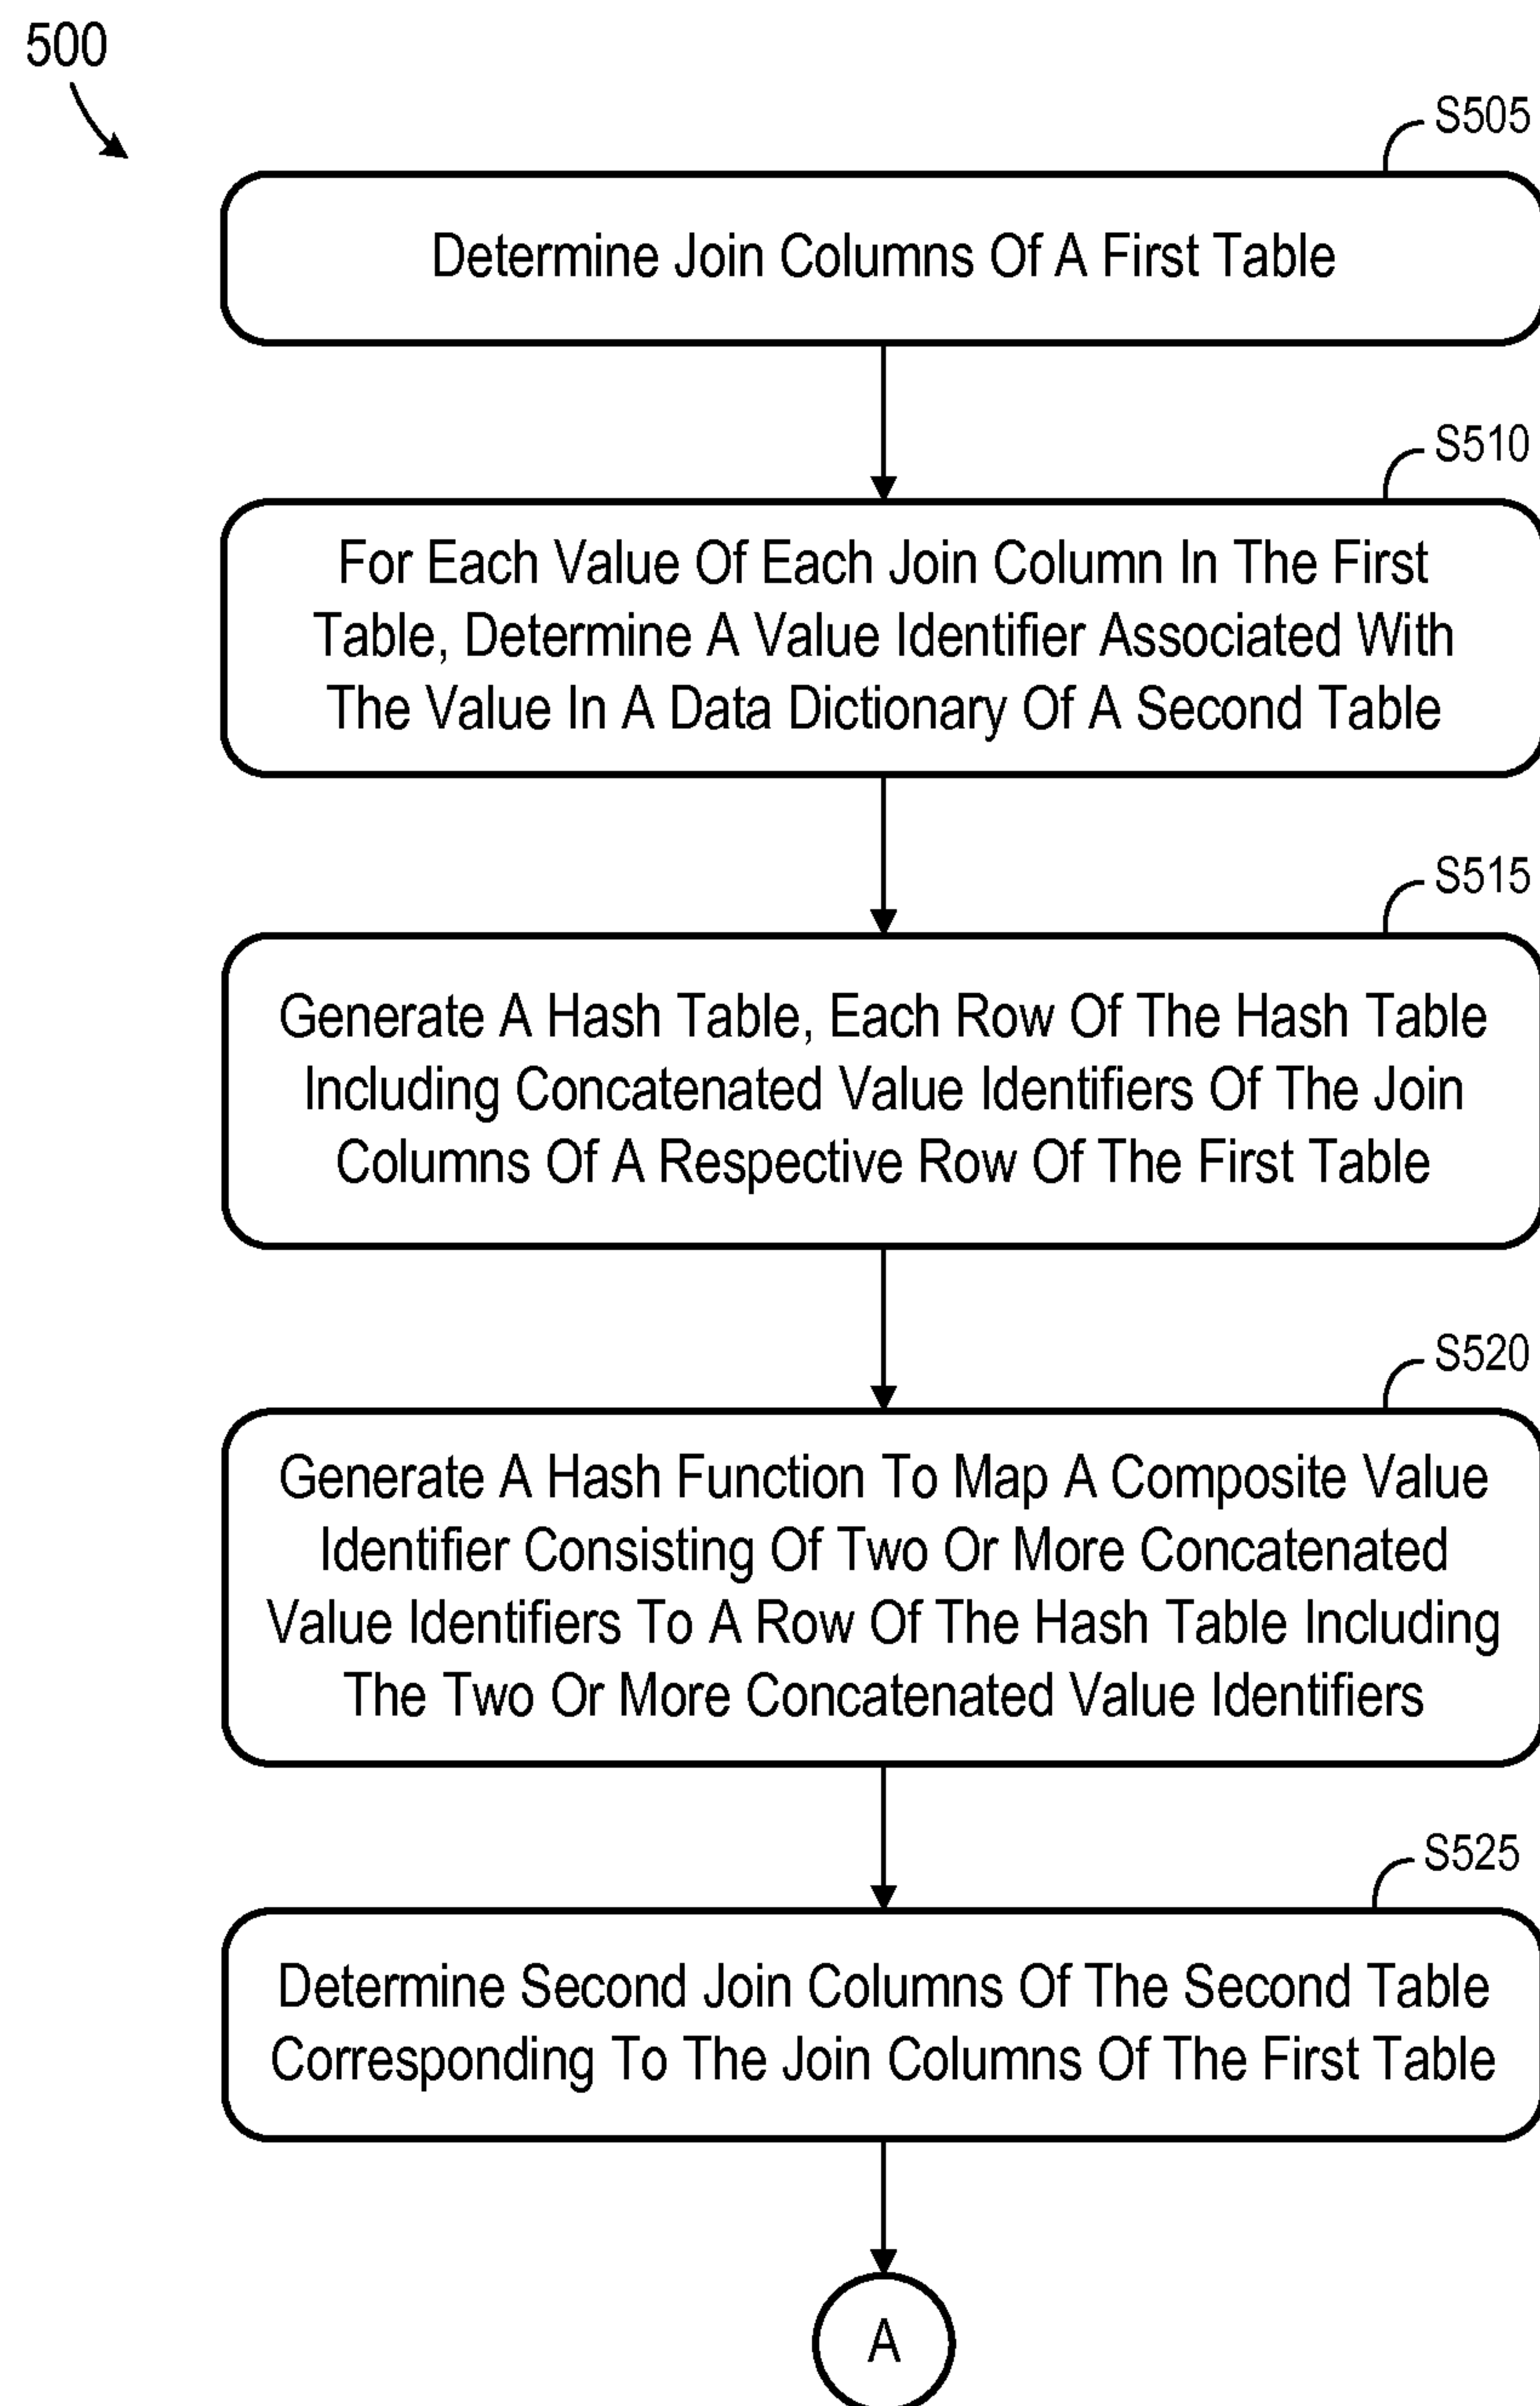 500
S505
Determine Join Columns Of A First Table
S510
For Each Value Of Each Join Column In The First
Table, Determine A Value Identifier Associated With
The Value In A Data Dictionary Of A Second Table
S515
Generate A Hash Table, Each Row Of The Hash Table
Including Concatenated Value Identifiers Of The Join
Columns Of A Respective Row Of The First Table
S520
Generate A Hash Function To Map A Composite Value
Identifier Consisting Of Two Or More Concatenated
Value Identifiers To A Row Of The Hash Table Including
The Two Or More Concatenated Value Identifiers
S525
Determine Second Join Columns Of The Second Table
Corresponding To The Join Columns Of The First Table
A